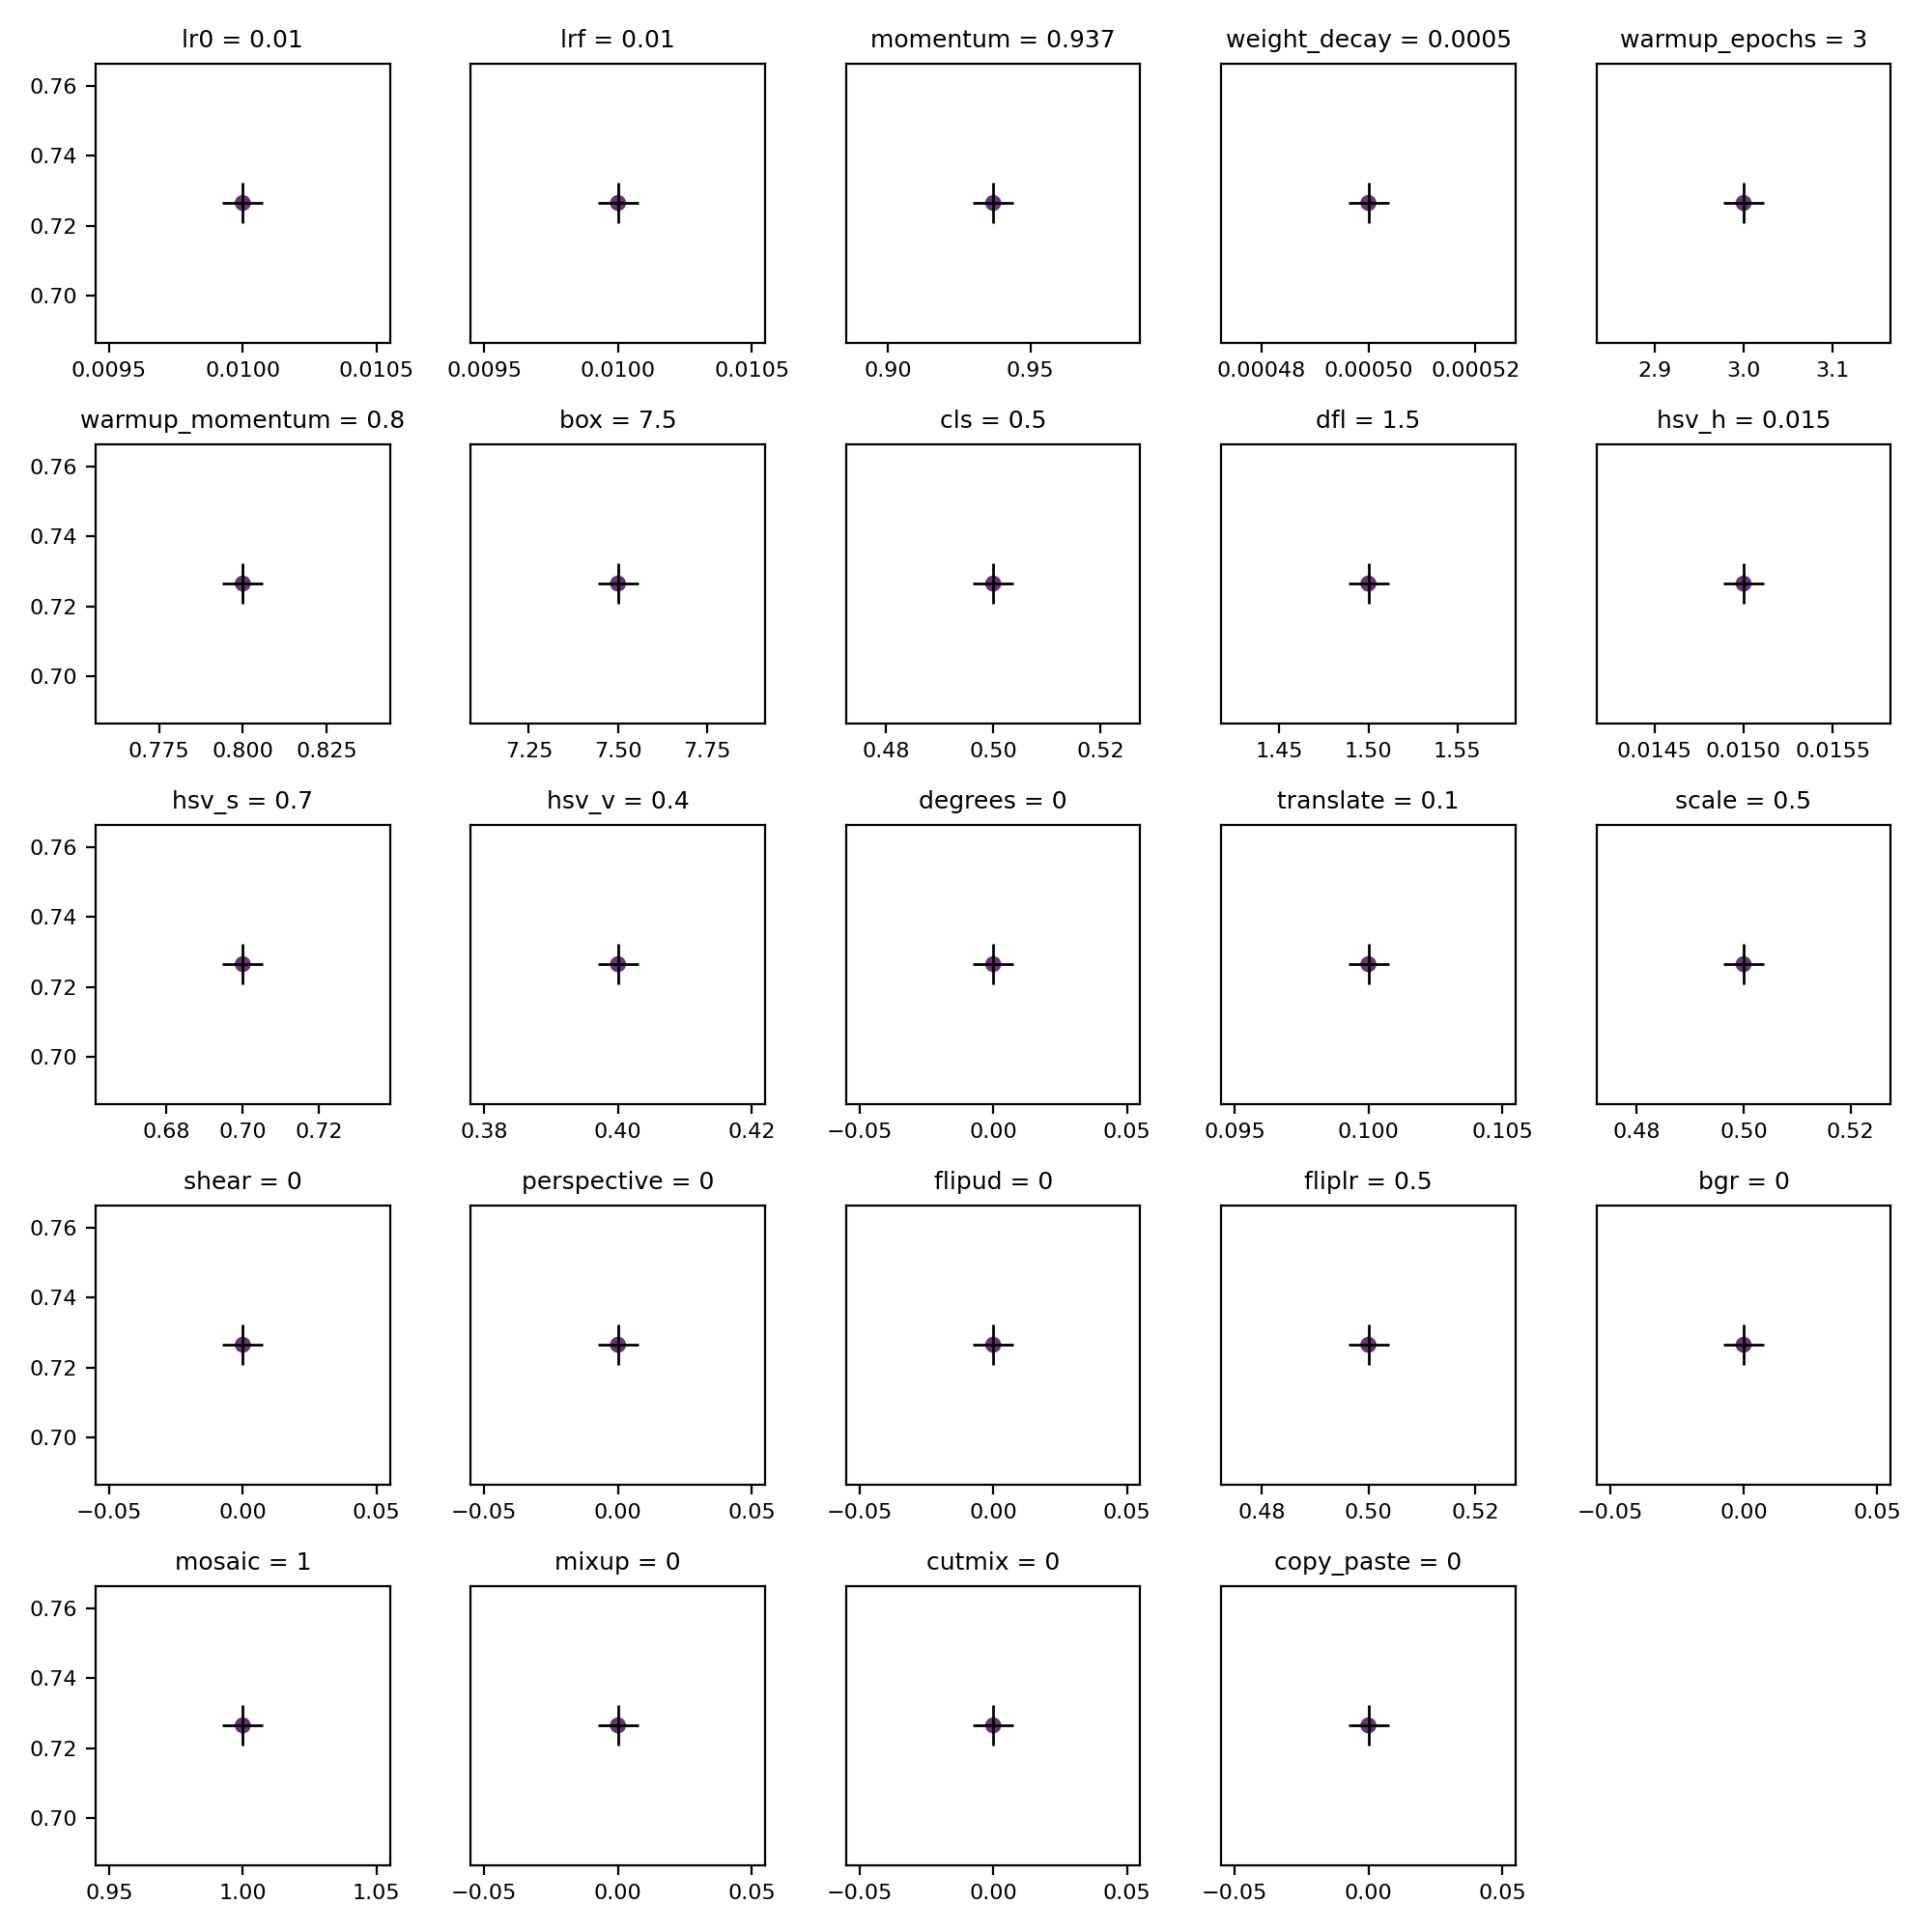 lr0 = 0.01 lrf = 0.01 momentum = 0.937 weight_decay = 0.0005 warmup_epochs = 3
0.76
0.74
0.72
0.70
0.0095 0.0100 0.0105 0.0095 0.0100 0.0105 0.90 0.95 0.00048 0.00050 0.00052 2.9 3.0 3.1
warmup_momentum = 0.8 box = 7.5 cls = 0.5 dfl = 1.5 hsv_h = 0.015
0.76
0.74
0.72
0.70
0.775 0.800 0.825 7.25 7.50 7.75 0.48 0.50 0.52 1.45 1.50 1.55 0.0145 0.0150 0.0155
hsv_s = 0.7 hsv_v = 0.4 degrees = 0 translate = 0.1 scale = 0.5
0.76
0.74
0.72
0.70
0.68 0.70 0.72 0.38 0.40 0.42 −0.05 0.00 0.05 0.095 0.100 0.105 0.48 0.50 0.52
shear = 0 perspective = 0 flipud = 0 fliplr = 0.5 bgr = 0
0.76
0.74
0.72
0.70
−0.05 0.00 0.05 −0.05 0.00 0.05 −0.05 0.00 0.05 0.48 0.50 0.52 −0.05 0.00 0.05
mosaic = 1 mixup = 0 cutmix = 0 copy_paste = 0
0.76
0.74
0.72
0.70
0.95 1.00 1.05 −0.05 0.00 0.05 −0.05 0.00 0.05 −0.05 0.00 0.05